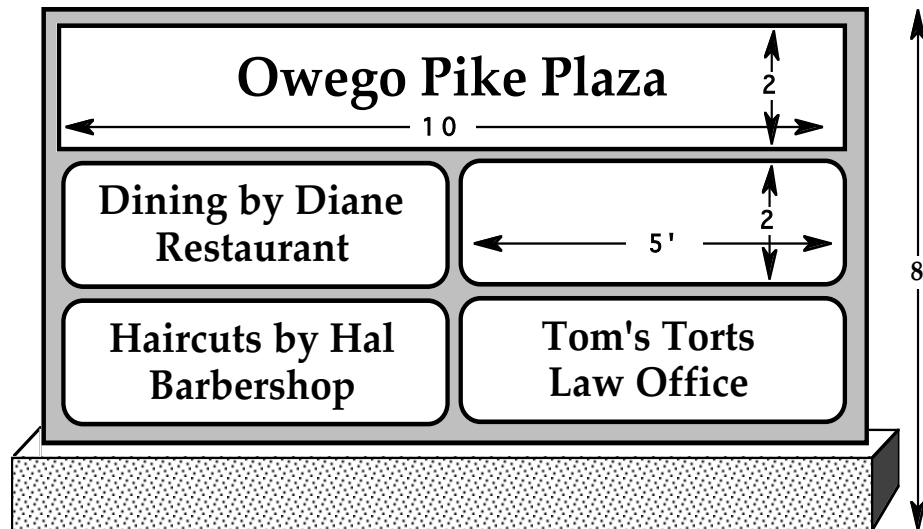 Owego Pike Plaza
2
10
Dining by Diane
Restaurant
2
5'
8
Haircuts by Hal
Barbershop
Tom's Torts
Law Office